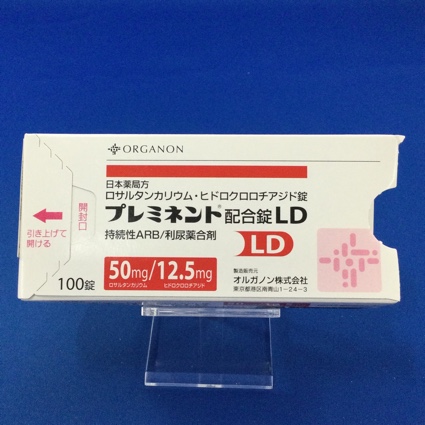 ORGANON
日本薬局方
ロサルタンカリウム・ヒドロクロロチアジド錠
プレミネント®配合錠LD
持続性ARB/利尿薬合剤
LD
50mg/12.5mg
ロサルタンカリウム ヒドロクロロチアジド
製造販売元
オルガノン株式会社
東京都港区南青山1-24-3
100錠
開封口
引き上げて
開ける